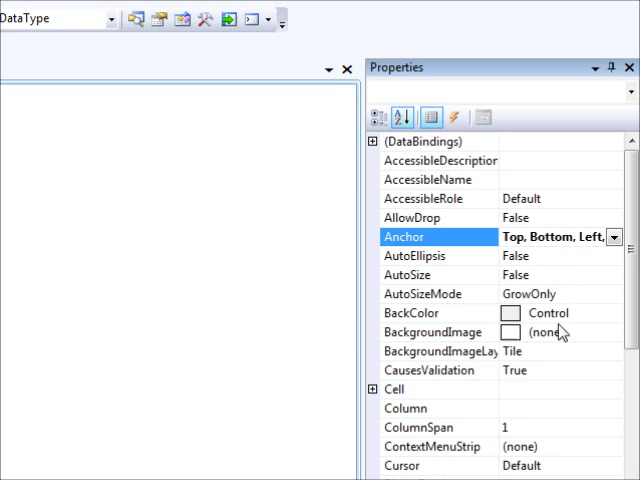 DataType
Properties
(DataBindings)
AccessibleDescription
AccessibleName
AccessibleRole Default
AllowDrop False
Anchor Top, Bottom, Left,
AutoEllipsis False
AutoSize False
AutoSizeMode GrowOnly
BackColor Control
BackgroundImage (none
BackgroundImageLay Tile
CausesValidation True
Cell
Column
ColumnSpan 1
ContextMenuStrip (none)
Cursor Default